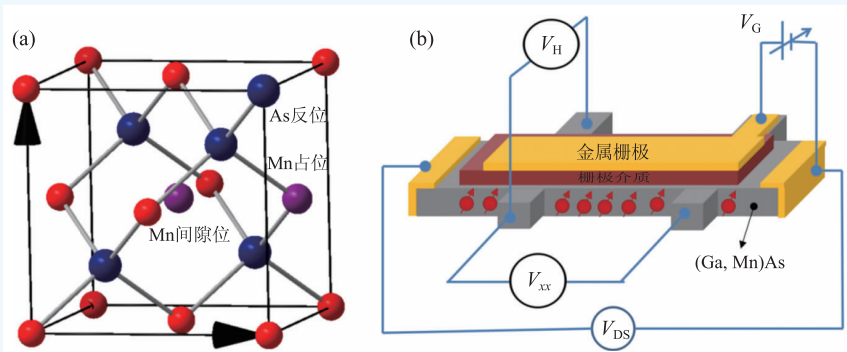 (a)
As反位
Mn占位
Mn间隙位
(b)
V_H
V_G
金属栅极
栅极介质
(Ga, Mn)As
V_xx
V_DS